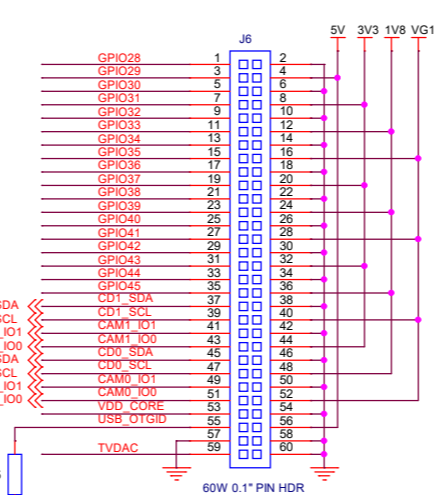 J6
5V 3V3 1V8 VG1
GPIO28 1 2
GPIO29 3 4
GPIO30 5 6
GPIO31 7 8
GPIO32 9 10
GPIO33 11 12
GPIO34 13 14
GPIO35 15 16
GPIO36 17 18
GPIO37 19 20
GPIO38 21 22
GPIO39 23 24
GPIO40 25 26
GPIO41 27 28
GPIO42 29 30
GPIO43 31 32
GPIO44 33 34
GPIO45 35 36
SDA CD1_SDA 37 38
SCL CD1_SCL 39 40
_IO1 CAM1_IO1 41 42
_IO0 CAM1_IO0 43 44
SDA CD0_SDA 45 46
SCL CD0_SCL 47 48
_IO1 CAM0_IO1 49 50
_IO0 CAM0_IO0 51 52
VDD_CORE 53 54
USB_OTGID 55 56
57 58
TVDAC 59 60
60W 0.1" PIN HDR